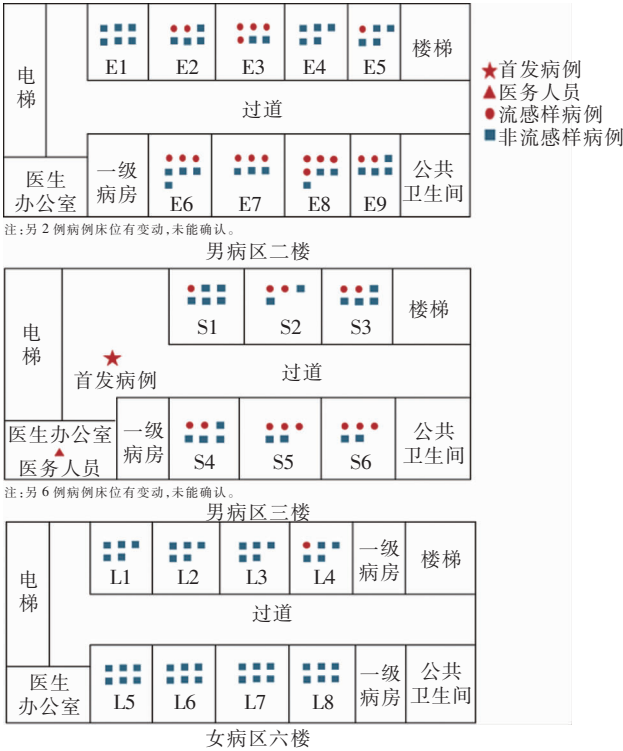 E1 E2 E3 E4 E5 楼梯
电梯
过道
医生办公室
一级病房
E6 E7 E8 E9
公共卫生间
首发病例
医务人员
流感样病例
非流感样病例
注:另2例病例床位有变动,未能确认。
男病区二楼
S1 S2 S3 楼梯
电梯
首发病例
过道
医生办公室
医务人员
一级病房
S4 S5 S6
公共卫生间
注:另6例病例床位有变动,未能确认。
男病区三楼
L1 L2 L3 L4
一级病房
楼梯
电梯
过道
医生办公室
L5 L6 L7 L8
一级病房
公共卫生间
女病区六楼